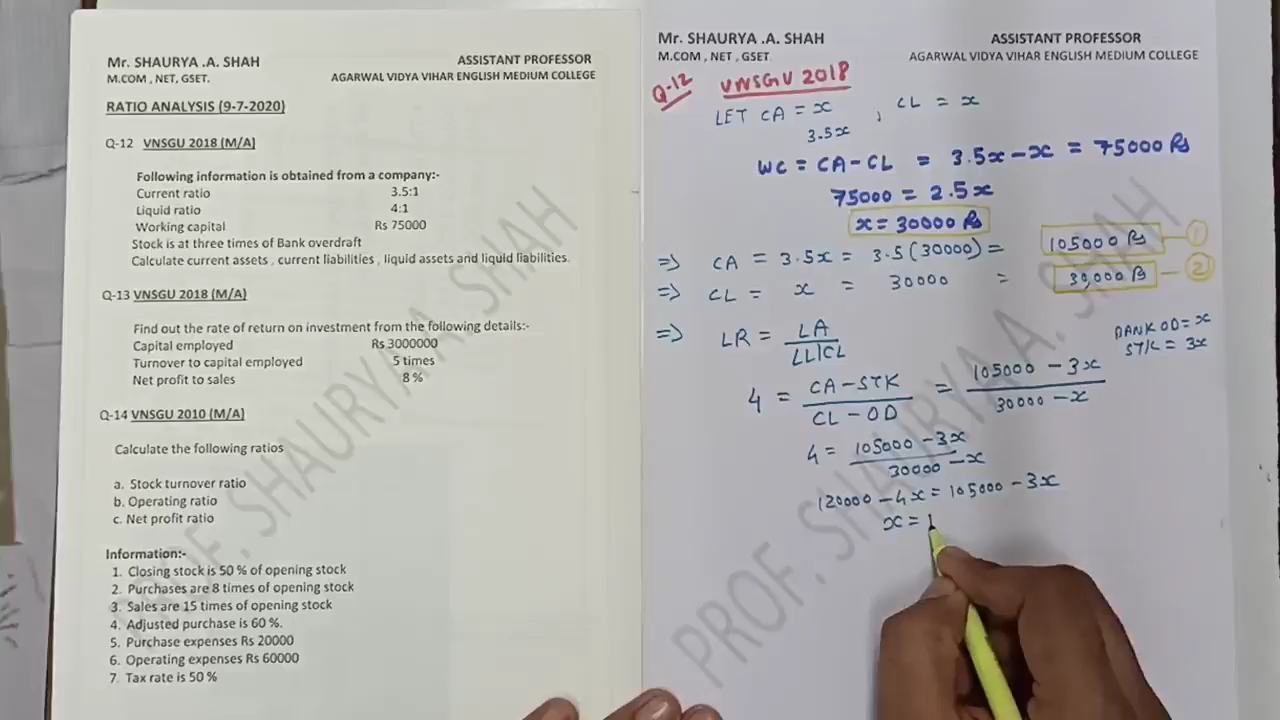 Mr. SHAURYA .A. SHAH ASSISTANT PROFESSOR
M.COM , NET, GSET. AGARWAL VIDYA VIHAR ENGLISH MEDIUM COLLEGE
RATIO ANALYSIS (9-7-2020)
Q-12 VNSGU 2018 (M/A)
Following information is obtained from a company:-
Current ratio 3.5:1
Liquid ratio 4:1
Working capital Rs 75000
Stock is at three times of Bank overdraft
Calculate current assets , current liabilities , liquid assets and liquid liabilities.
Q-13 VNSGU 2018 (M/A)
Find out the rate of return on investment from the following details:-
Capital employed Rs 3000000
Turnover to capital employed 5 times
Net profit to sales 8 %
Q-14 VNSGU 2010 (M/A)
Calculate the following ratios
a. Stock turnover ratio
b. Operating ratio
c. Net profit ratio
Information:-
1. Closing stock is 50 % of opening stock
2. Purchases are 8 times of opening stock
3. Sales are 15 times of opening stock
4. Adjusted purchase is 60 %.
5. Purchase expenses Rs 20000
6. Operating expenses Rs 60000
7. Tax rate is 50 %
PROF. SHAURYA A. SHAH
Mr. SHAURYA .A. SHAH ASSISTANT PROFESSOR
M.COM , NET , GSET. AGARWAL VIDYA VIHAR ENGLISH MEDIUM COLLEGE
Q-12 VNSGU 2018
LET CA = x , CL = x
3.5x
WC = CA - CL = 3.5x - x = 75000 Rs
75000 = 2.5x
x = 30000 Rs
=> CA = 3.5x = 3.5 (30000) = 105000 Rs - 1
=> CL = x = 30000 = 30,000 Rs - 2
=> LR = LA / LL|CL
BANK OD = x
STK = 3x
4 = CA - STK / CL - OD = 105000 - 3x / 30000 - x
4 = 105000 - 3x / 30000 - x
120000 - 4x = 105000 - 3x
x = 1
PROF. SHAURYA A. SHAH